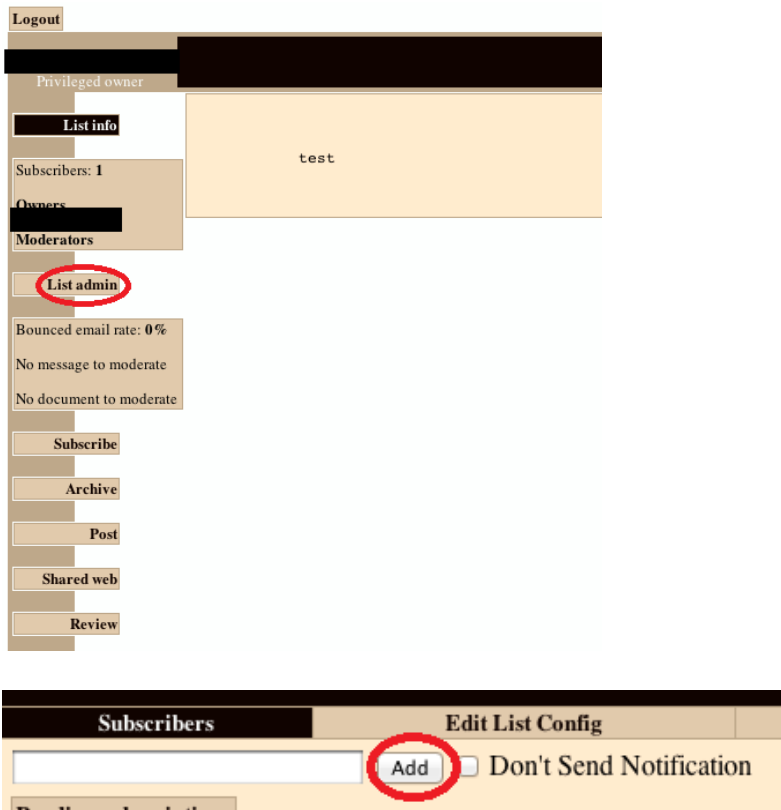 Logout
Privileged owner
List info
test
Subscribers: 1
Owners
Moderators
List admin
Bounced email rate: 0%
No message to moderate
No document to moderate
Subscribe
Archive
Post
Shared web
Review
Subscribers Edit List Config
Add Don't Send Notification